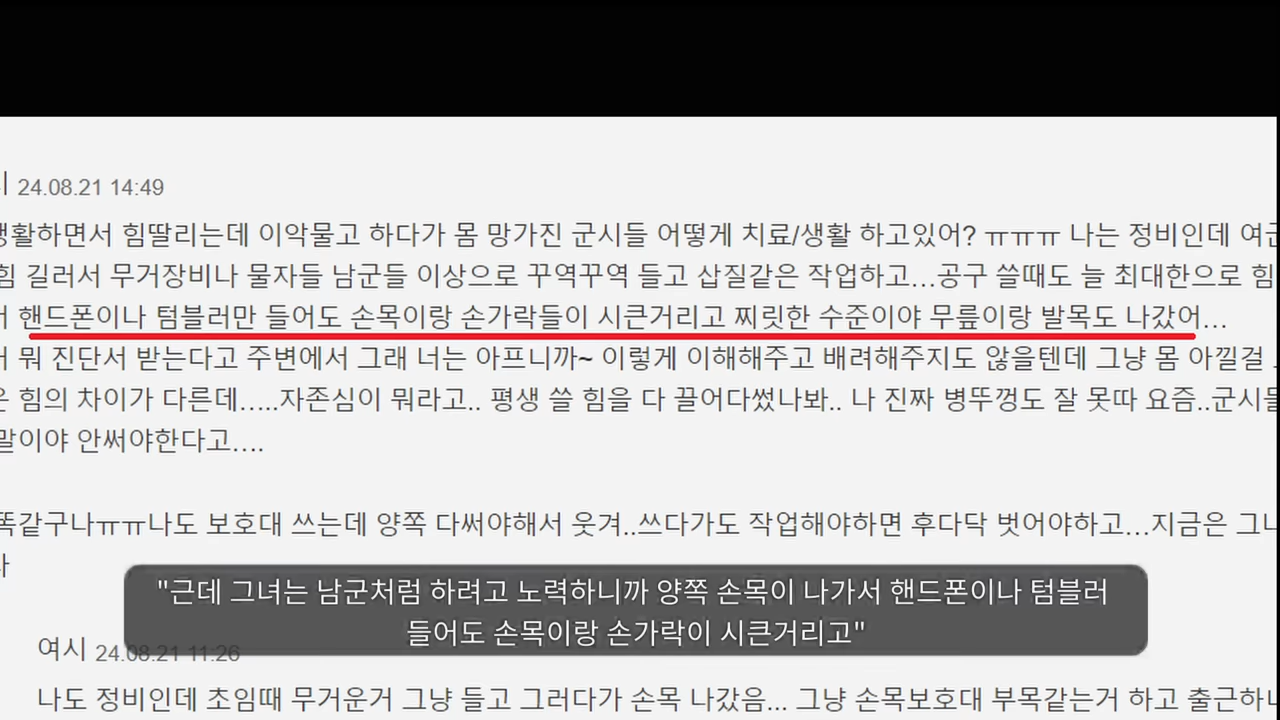 24.08.21 14:49
생활하면서 힘딸리는데 이악물고 하다가 몸 망가진 군시들 어떻게 치료/생활 하고있어? ㅠㅠㅠ 나는 정비인데
힘 길러서 무거장비나 물자들 남군들 이상으로 꾸역꾸역 들고 삽질같은 작업하고...공구 쓸때도 늘 최대한으로 힘
핸드폰이나 텀블러만 들어도 손목이랑 손가락들이 시큰거리고 찌릿한 수준이야 무릎이랑 발목도 나갔어...
뭐 진단서 받는다고 주변에서 그래 너는 아프니까~ 이렇게 이해해주고 배려해주지도 않을텐데 그냥 몸 아낄걸
힘의 차이가 다른데.....자존심이 뭐라고.. 평생 쓸 힘을 다 끌어다썼나봐.. 나 진짜 병뚜껑도 잘 못따 요즘..군시들
말이야 안써야한다고....
똑같구나ㅠㅠ나도 보호대 쓰는데 양쪽 다써야해서 웃겨..쓰다가도 작업해야하면 후다닥 벗어야하고...지금은
"근데 그녀는 남군처럼 하려고 노력하니까 양쪽 손목이 나가서 핸드폰이나 텀블러
들어도 손목이랑 손가락이 시큰거리고"
여시 24.08.21 11:26
나도 정비인데 초임때 무거운거 그냥 들고 그러다가 손목 나갔음... 그냥 손목보호대 부목같은거 하고